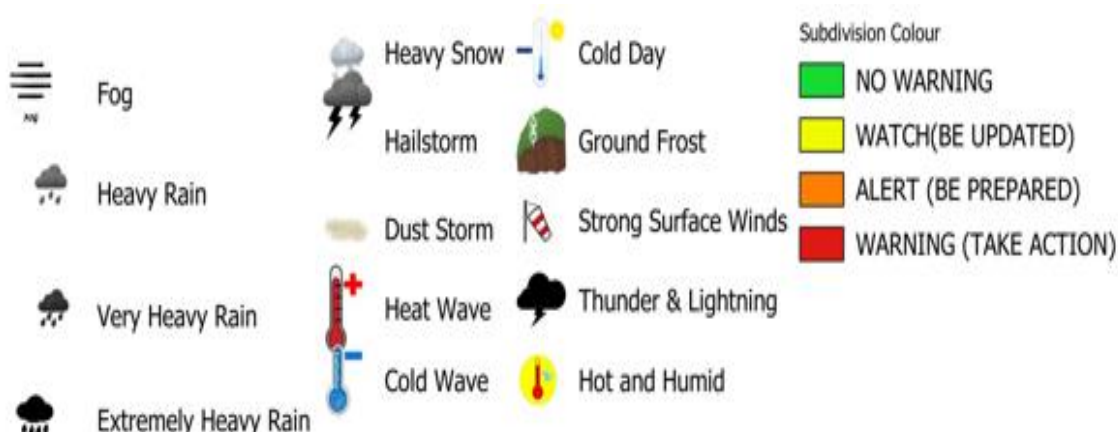 Fog
Heavy Rain
Very Heavy Rain
Extremely Heavy Rain
Heavy Snow
Hailstorm
Dust Storm
Heat Wave
Cold Wave
Cold Day
Ground Frost
Strong Surface Winds
Thunder & Lightning
Hot and Humid
Subdivision Colour
NO WARNING
WATCH(BE UPDATED)
ALERT (BE PREPARED)
WARNING (TAKE ACTION)